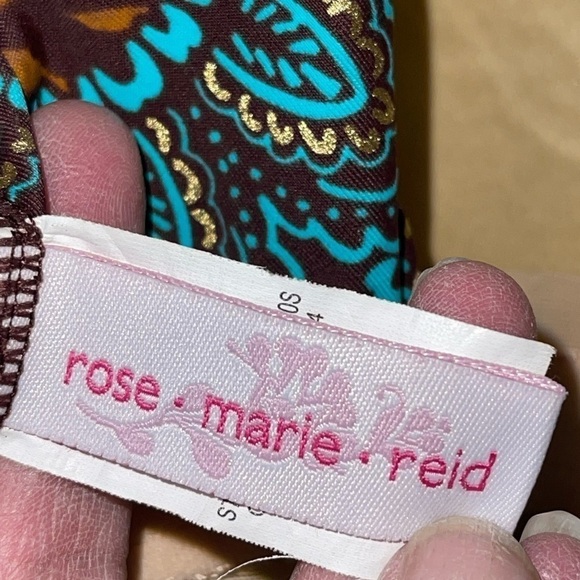 rose • marie • reid